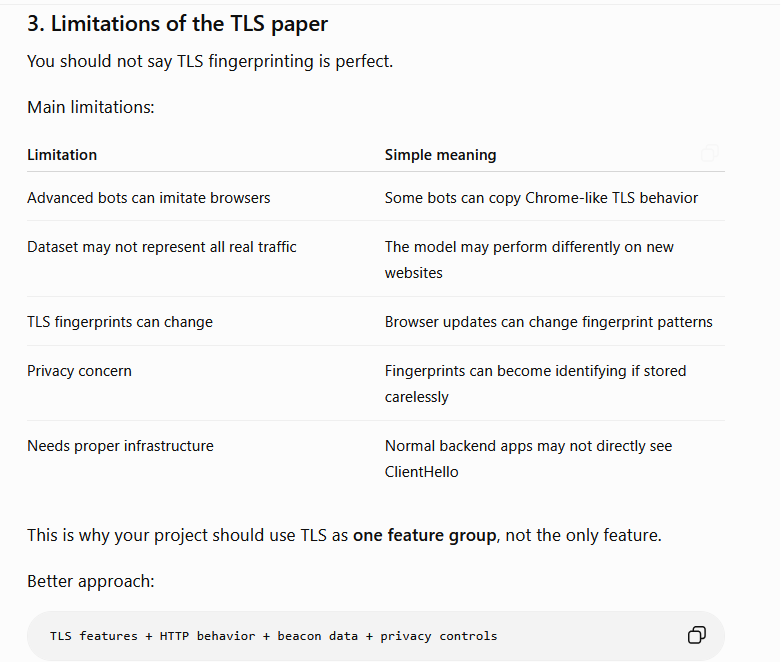 3. Limitations of the TLS paper
You should not say TLS fingerprinting is perfect.
Main limitations:
Limitation Simple meaning
Advanced bots can imitate browsers Some bots can copy Chrome-like TLS behavior
Dataset may not represent all real traffic The model may perform differently on new
websites
TLS fingerprints can change Browser updates can change fingerprint patterns
Privacy concern Fingerprints can become identifying if stored
carelessly
Needs proper infrastructure Normal backend apps may not directly see
ClientHello
This is why your project should use TLS as one feature group, not the only feature.
Better approach:
TLS features + HTTP behavior + beacon data + privacy controls